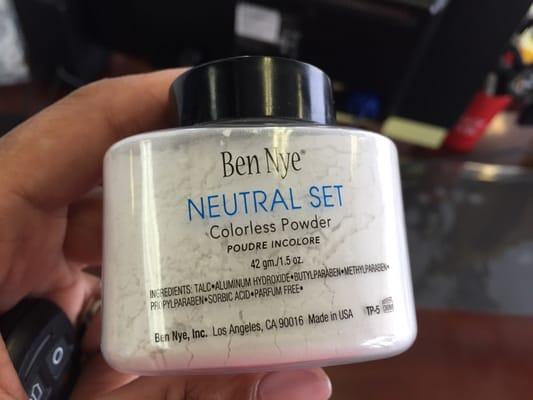 Ben Nye®
NEUTRAL SET
Colorless Powder
POUDRE INCOLORE
42 gm./1.5 oz.
INGREDIENTS: TALC•ALUMINUM HYDROXIDE•BUTYLPARABEN•METHYLPARABEN•
PROPYLPARABEN•SORBIC ACID•PARFUM FREE•
Ben Nye, Inc. Los Angeles, CA 90016 Made in USA
TP-5